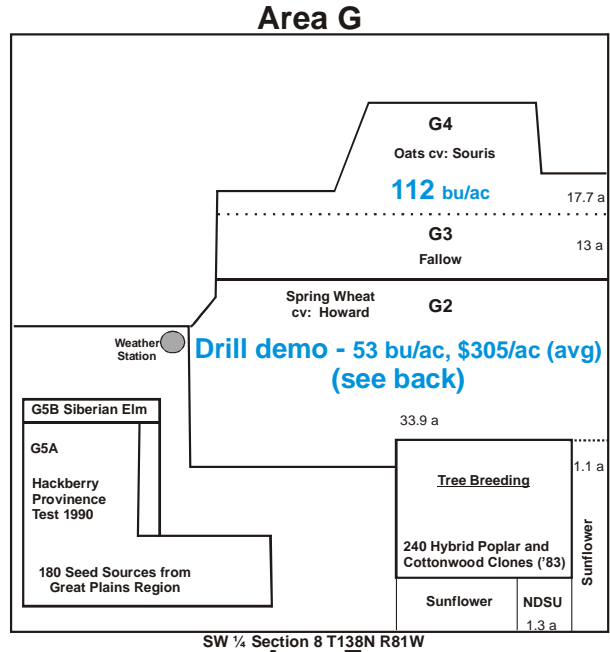 Area G
G4
Oats cv: Souris
112 bu/ac
17.7 a
G3
13 a
Fallow
Spring Wheat
cv: Howard
G2
Weather
Station
Drill demo - 53 bu/ac, $305/ac (avg)
(see back)
33.9 a
G5B Siberian Elm
G5A
Hackberry
Provinence
Test 1990
180 Seed Sources from
Great Plains Region
Tree Breeding
240 Hybrid Poplar and
Cottonwood Clones ('83)
1.1 a
Sunflower
Sunflower
NDSU
1.3 a
SW ¼ Section 8 T138N R81W